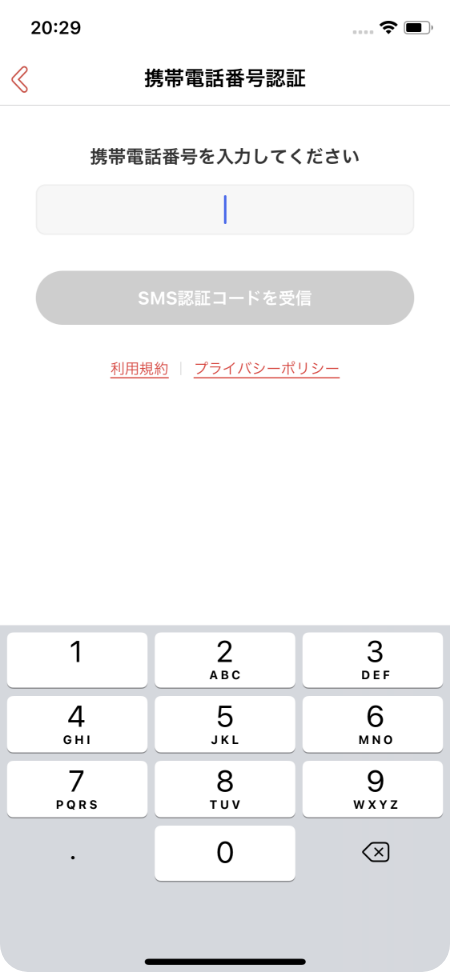 20:29
携帯電話番号認証
携帯電話番号を入力してください
SMS認証コードを受信
利用規約 | プライバシーポリシー
1 2 3
ABC DEF
4 5 6
GHI JKL MNO
7 8 9
PQRS TUV WXYZ
. 0